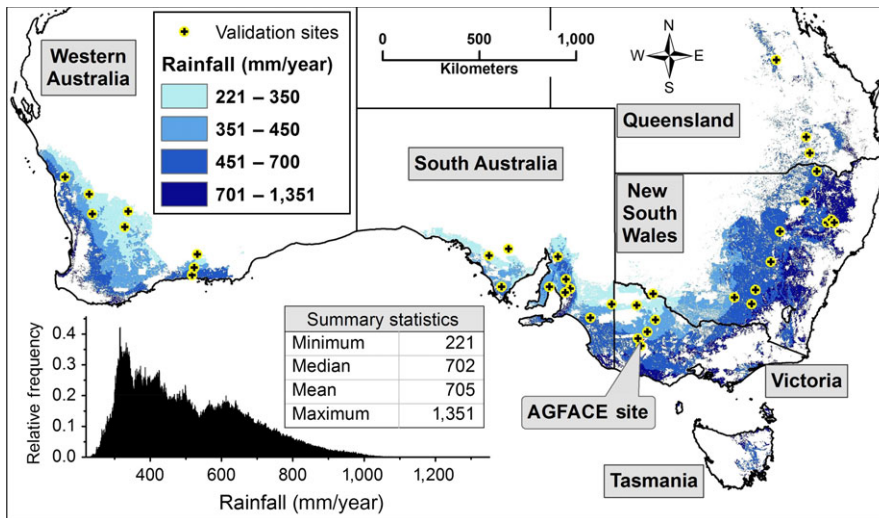 Western
Australia
Validation sites
Rainfall (mm/year)
221 – 350
351 – 450
451 – 700
701 – 1,351
0 500 1,000
Kilometers
N
W E
S
Queensland
South Australia
New
South
Wales
Victoria
AGFACE site
Tasmania
Summary statistics
Minimum 221
Median 702
Mean 705
Maximum 1,351
Relative frequency
0.4
0.3
0.2
0.1
0.0
400 600 800 1,000 1,200
Rainfall (mm/year)